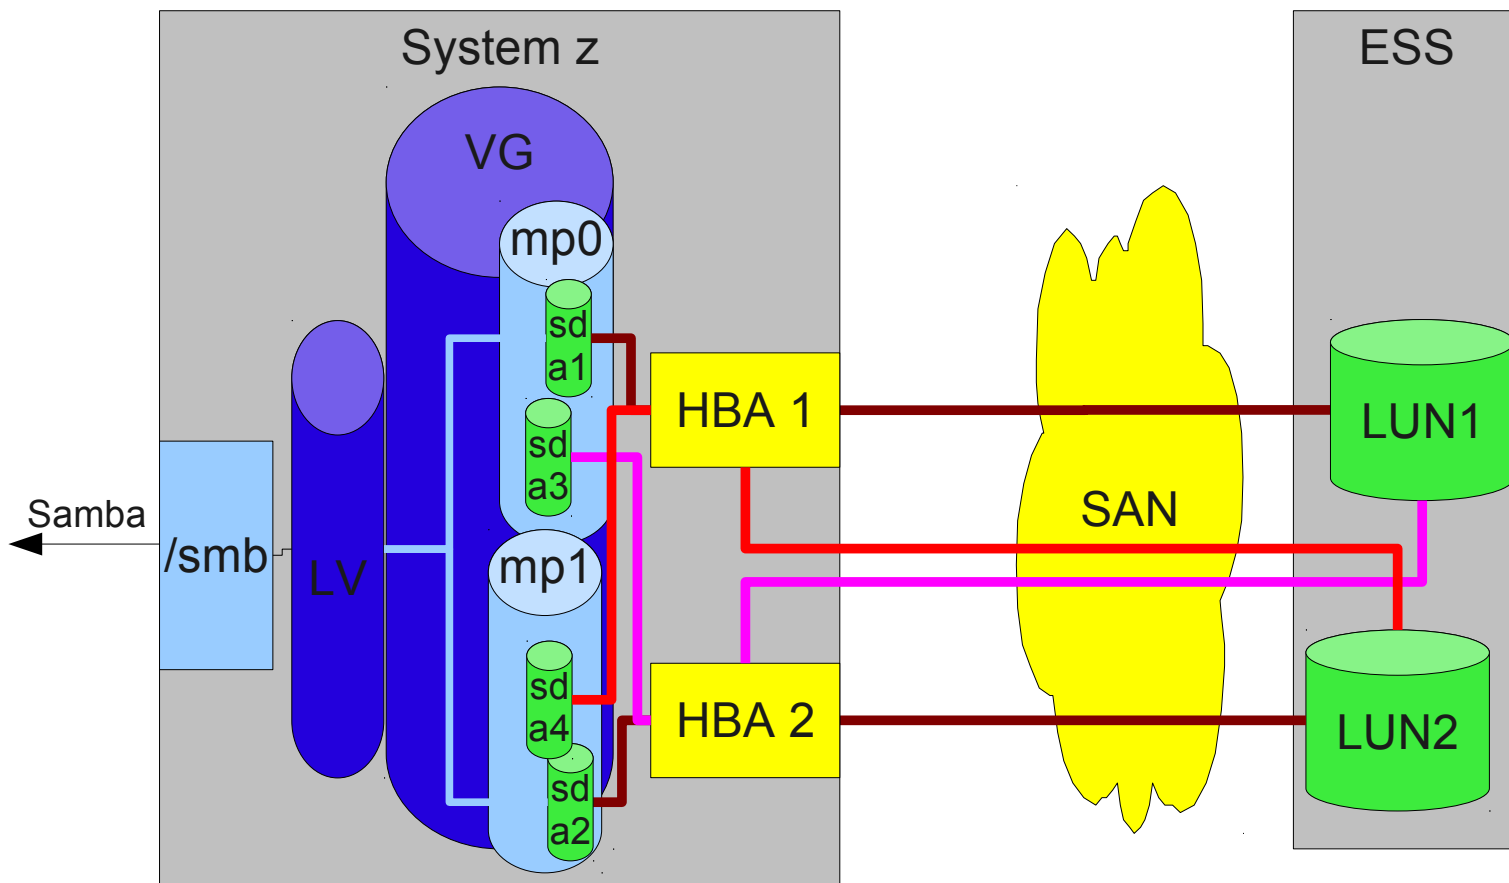 System z
ESS
VG
mp0
sd
a1
HBA 1
LUN1
sd
a3
SAN
Samba
/smb
LV
mp1
sd
a4
HBA 2
LUN2
sd
a2